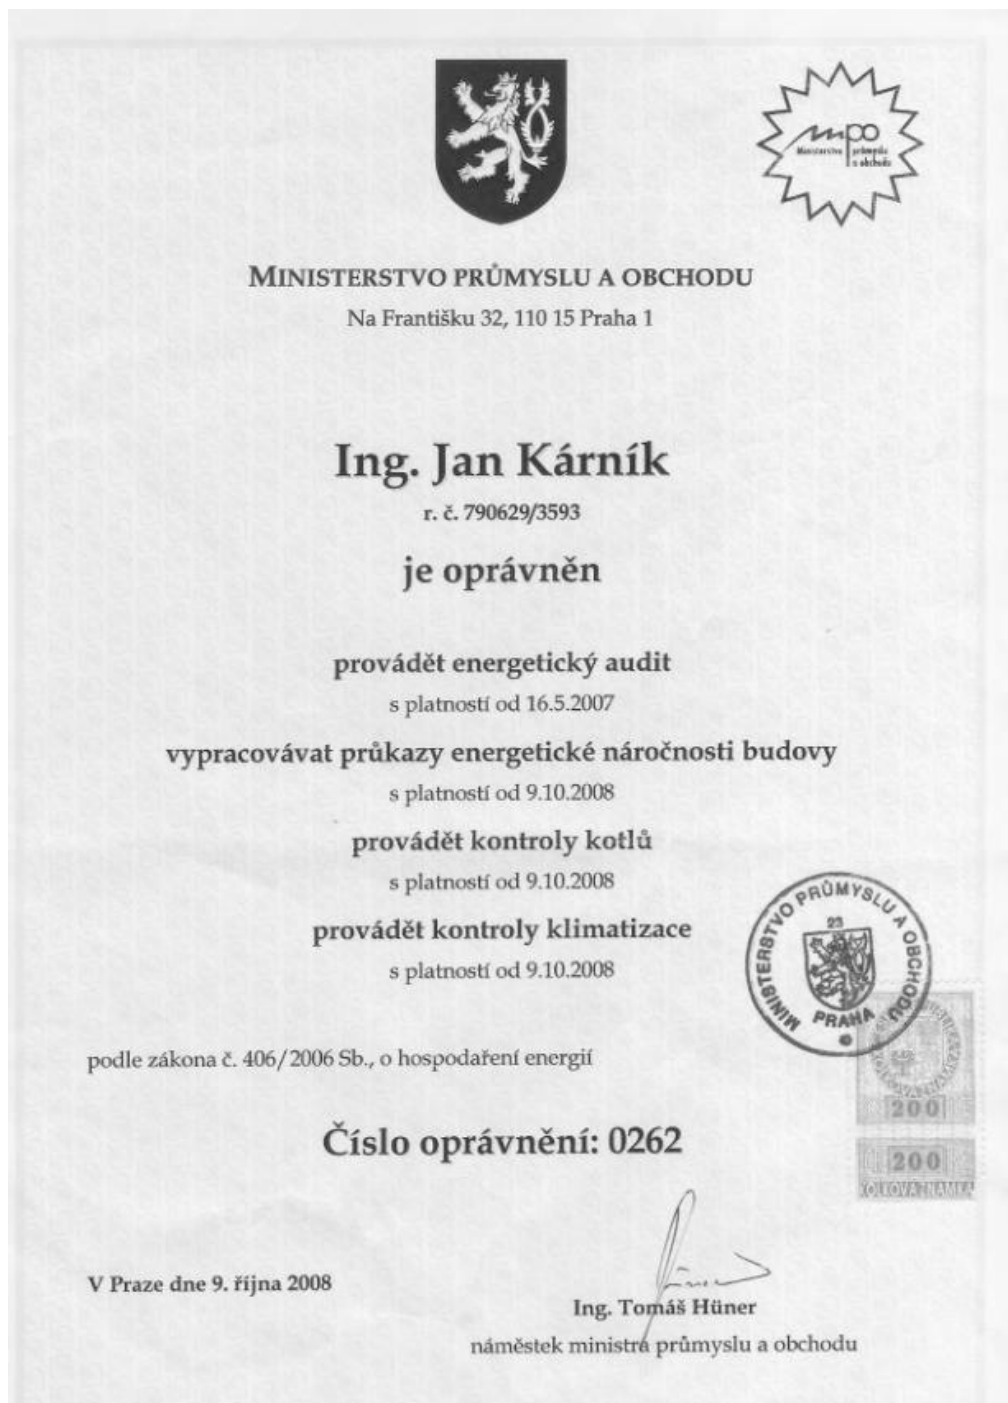 mpo
Ministerstvo průmyslu
a obchodu
MINISTERSTVO PRŮMYSLU A OBCHODU
Na Františku 32, 110 15 Praha 1
Ing. Jan Kárník
r. č. 790629/3593
je oprávněn
provádět energetický audit
s platností od 16.5.2007
vypracovávat průkazy energetické náročnosti budovy
s platností od 9.10.2008
provádět kontroly kotlů
s platností od 9.10.2008
provádět kontroly klimatizace
s platností od 9.10.2008
MINISTERSTVO PRŮMYSLU A OBCHODU
23
PRAHA
podle zákona č. 406/2006 Sb., o hospodaření energií
200
Číslo oprávnění: 0262
200
KOLKOVÁ ZNÁMKA
V Praze dne 9. října 2008
Ing. Tomáš Hüner
náměstek ministra průmyslu a obchodu